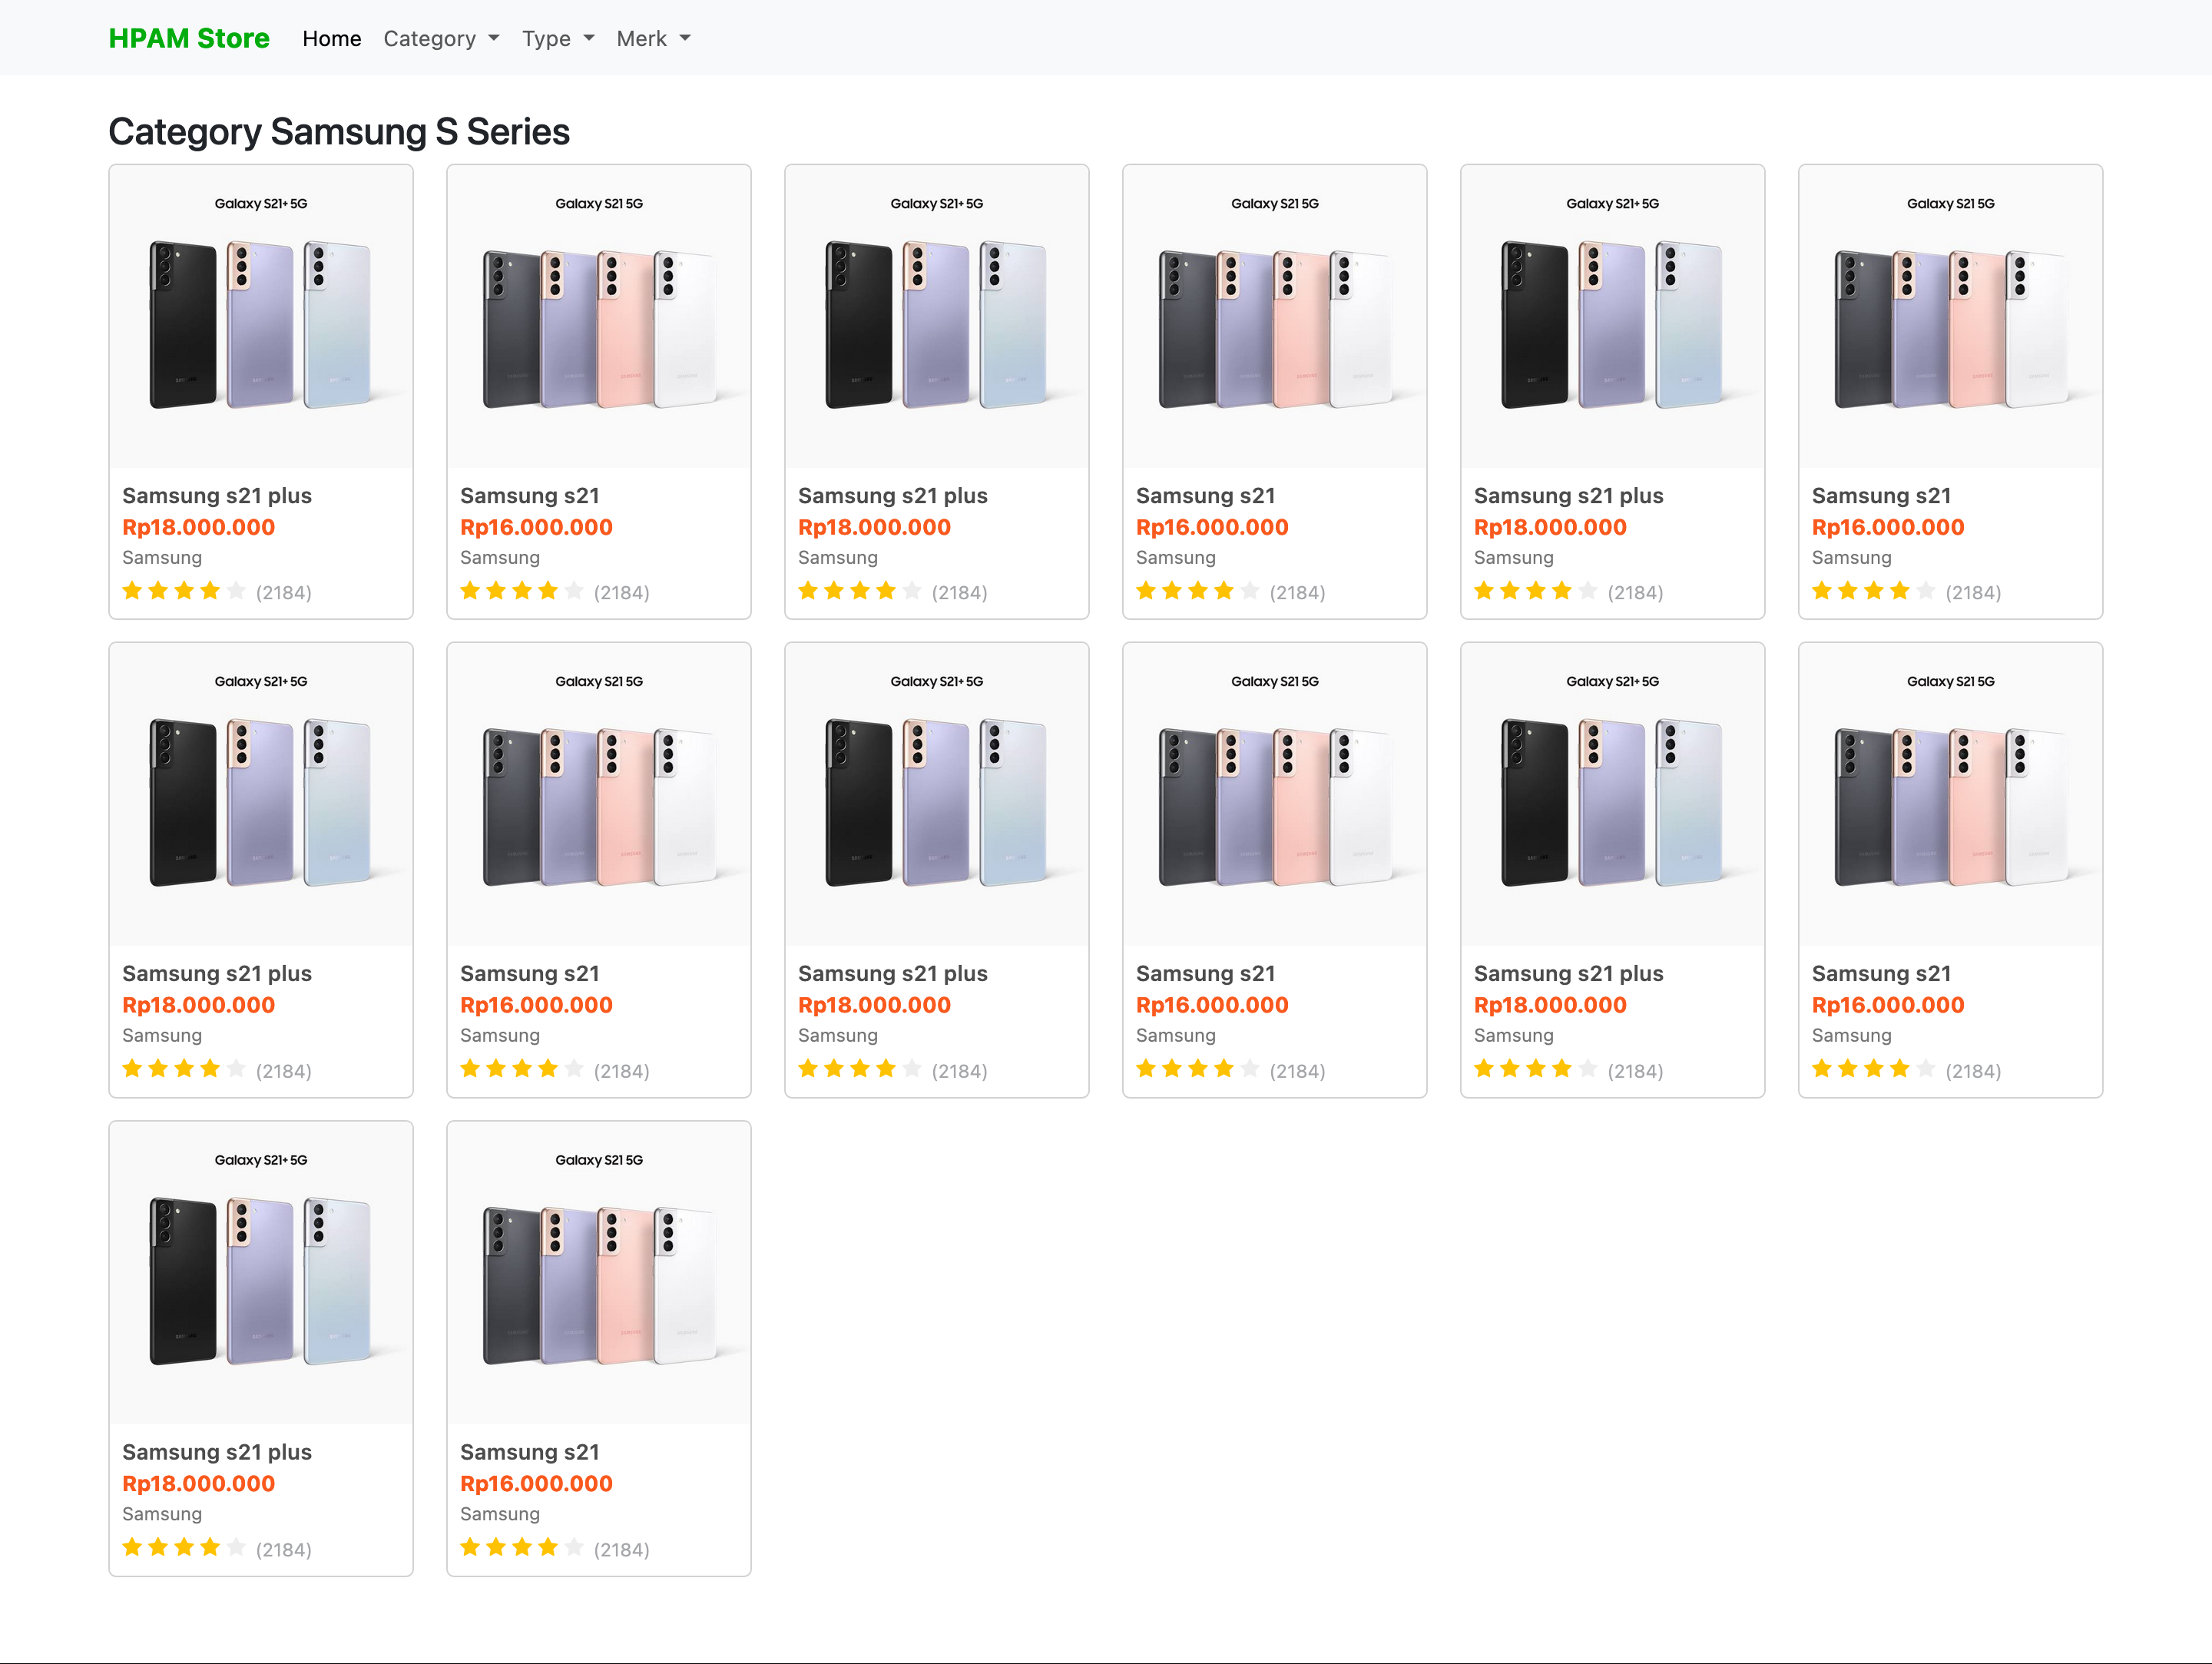 HPAM Store Home Category Type Merk
Category Samsung S Series
Galaxy S21+ 5G Galaxy S21 5G Galaxy S21+ 5G Galaxy S21 5G Galaxy S21+ 5G Galaxy S21 5G
Samsung s21 plus Samsung s21 Samsung s21 plus Samsung s21 Samsung s21 plus Samsung s21
Rp18.000.000 Rp16.000.000 Rp18.000.000 Rp16.000.000 Rp18.000.000 Rp16.000.000
Samsung Samsung Samsung Samsung Samsung Samsung
(2184) (2184) (2184) (2184) (2184) (2184)
Galaxy S21+ 5G Galaxy S21 5G Galaxy S21+ 5G Galaxy S21 5G Galaxy S21+ 5G Galaxy S21 5G
Samsung s21 plus Samsung s21 Samsung s21 plus Samsung s21 Samsung s21 plus Samsung s21
Rp18.000.000 Rp16.000.000 Rp18.000.000 Rp16.000.000 Rp18.000.000 Rp16.000.000
Samsung Samsung Samsung Samsung Samsung Samsung
(2184) (2184) (2184) (2184) (2184) (2184)
Galaxy S21+ 5G Galaxy S21 5G
Samsung s21 plus Samsung s21
Rp18.000.000 Rp16.000.000
Samsung Samsung
(2184) (2184)